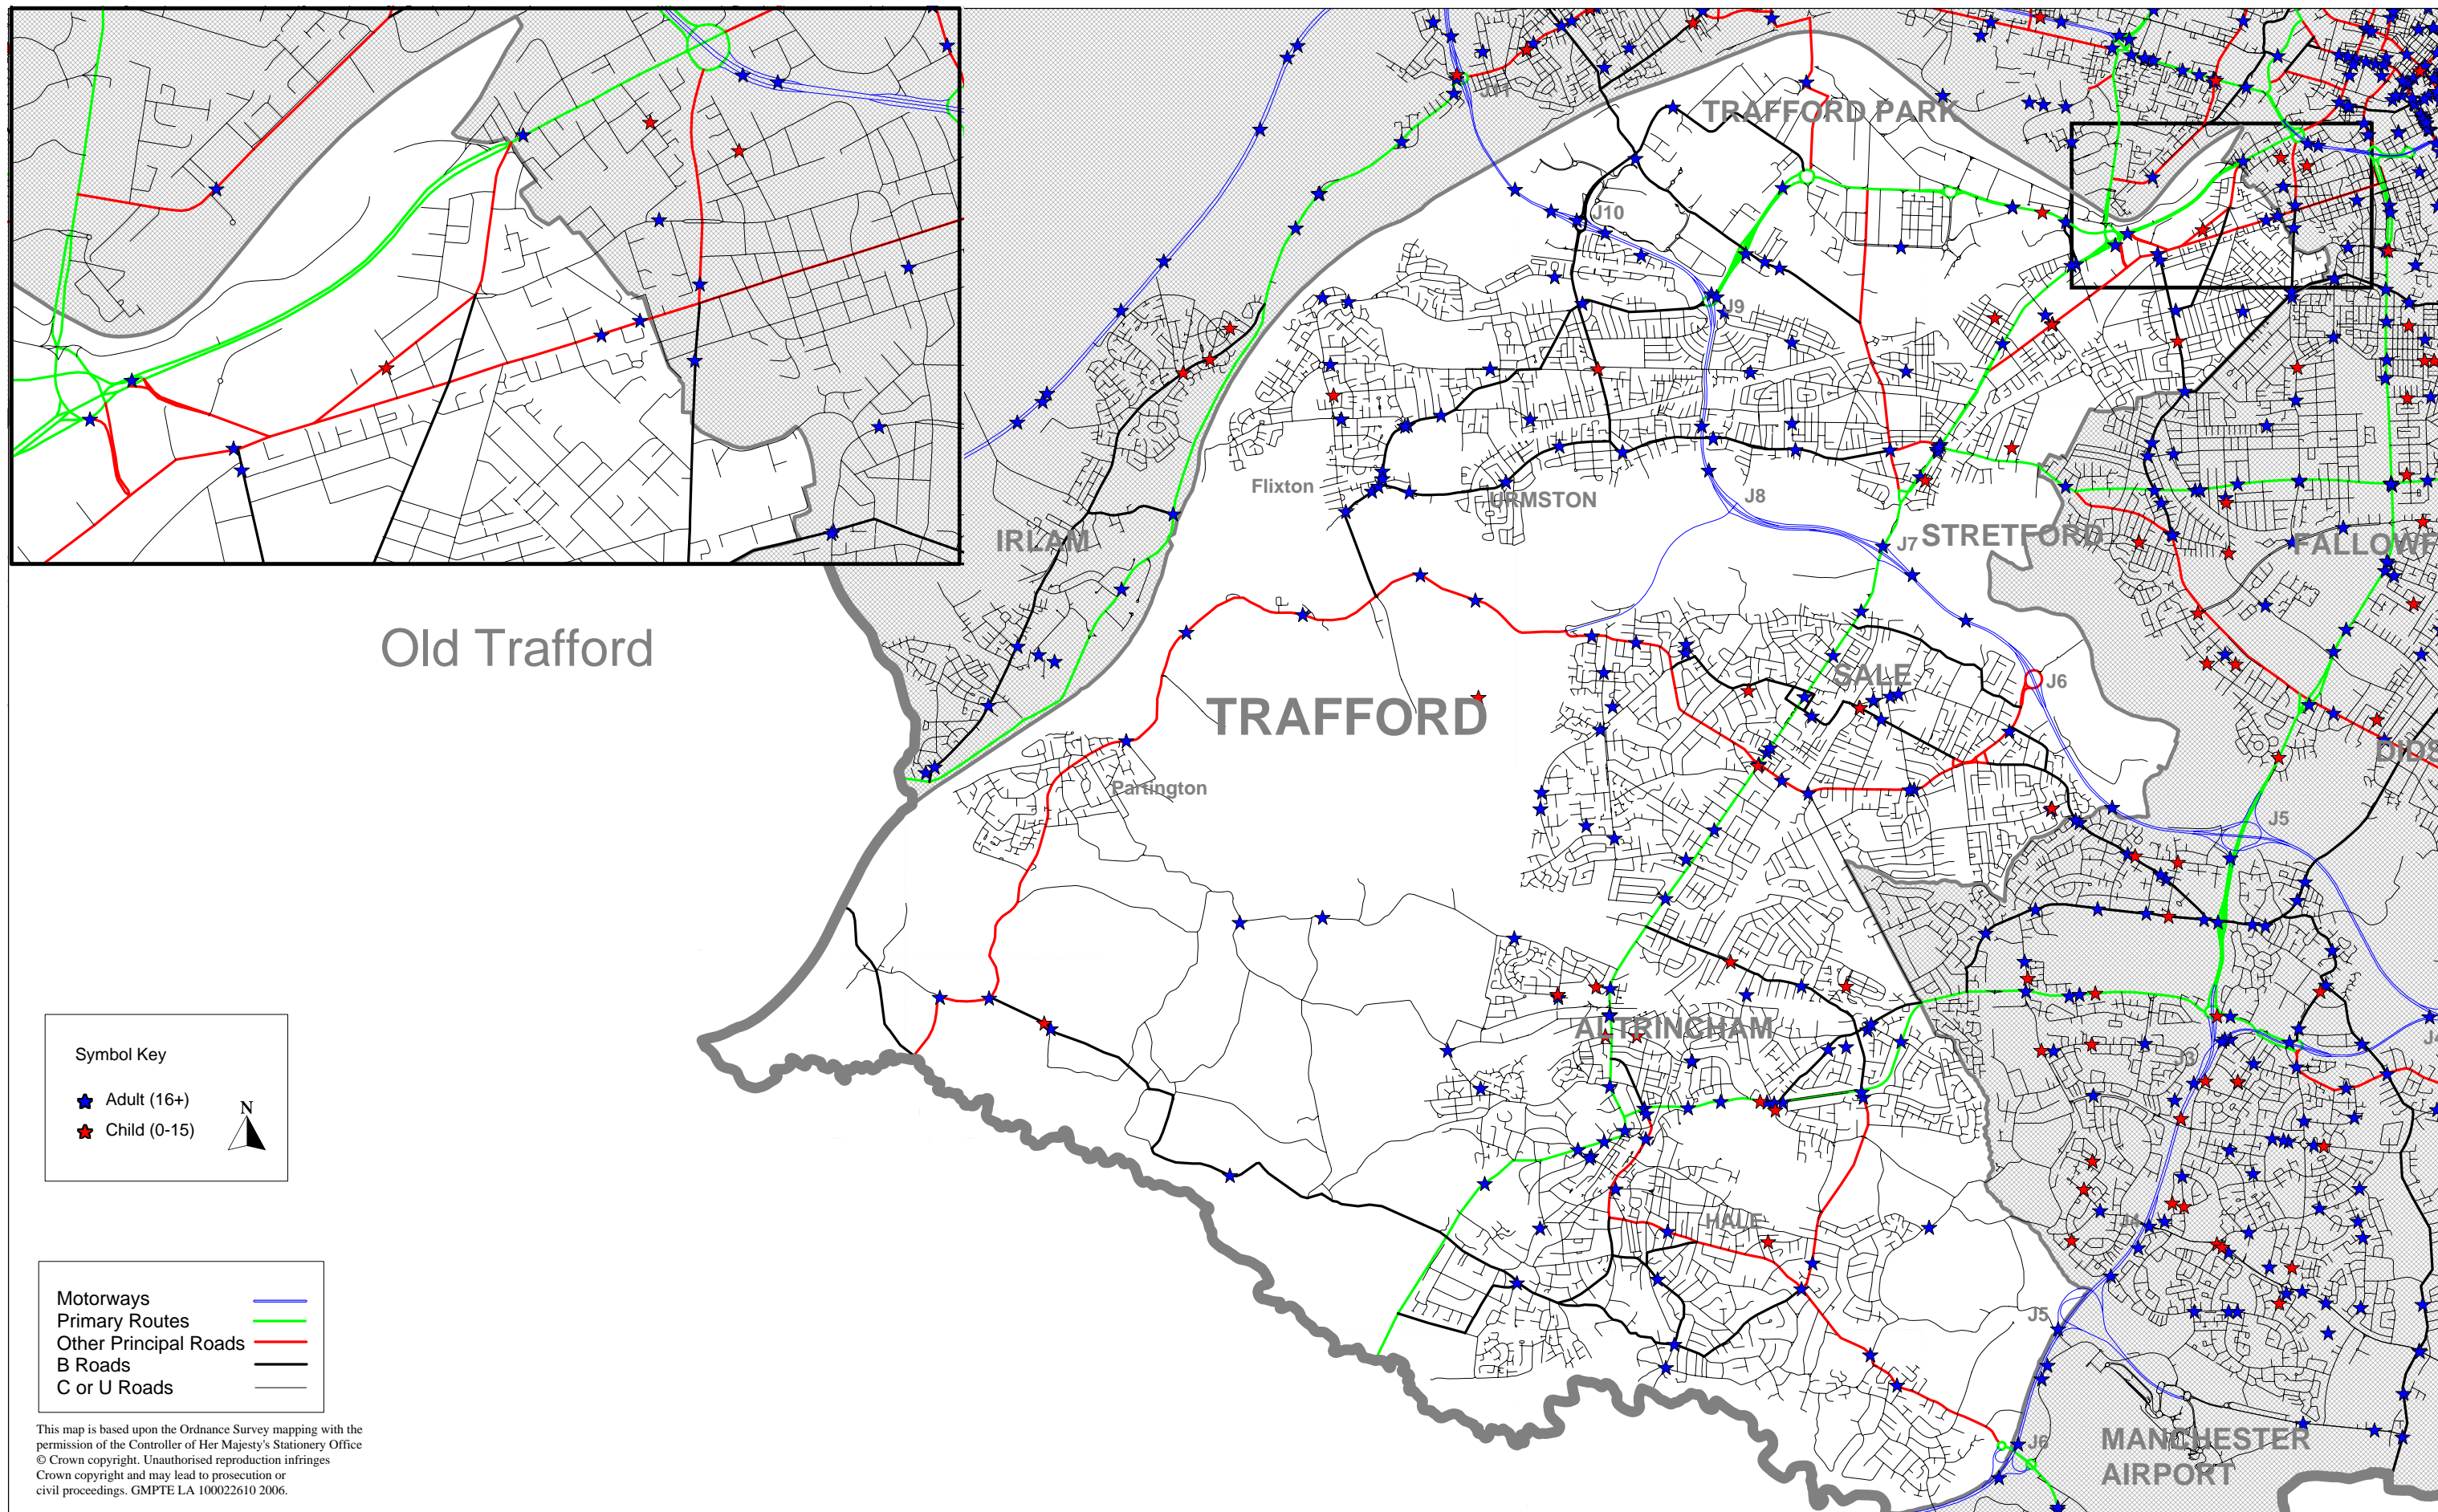 TRAFFORD PARK
J11
J10
J9
Flixton
URMSTON
J8
IRLAM
J7
STRETFORD
FALLOWF
Old Trafford
SALE
J6
TRAFFORD
DIDS
Partington
J5
ALTRINGHAM
J3
J4
HALE
J4
J5
J6
MANCHESTER
AIRPORT
Symbol Key
Adult (16+)
Child (0-15)
N
Motorways
Primary Routes
Other Principal Roads
B Roads
C or U Roads
This map is based upon the Ordnance Survey mapping with the
permission of the Controller of Her Majesty's Stationery Office
© Crown copyright. Unauthorised reproduction infringes
Crown copyright and may lead to prosecution or
civil proceedings. GMPTE LA 100022610 2006.